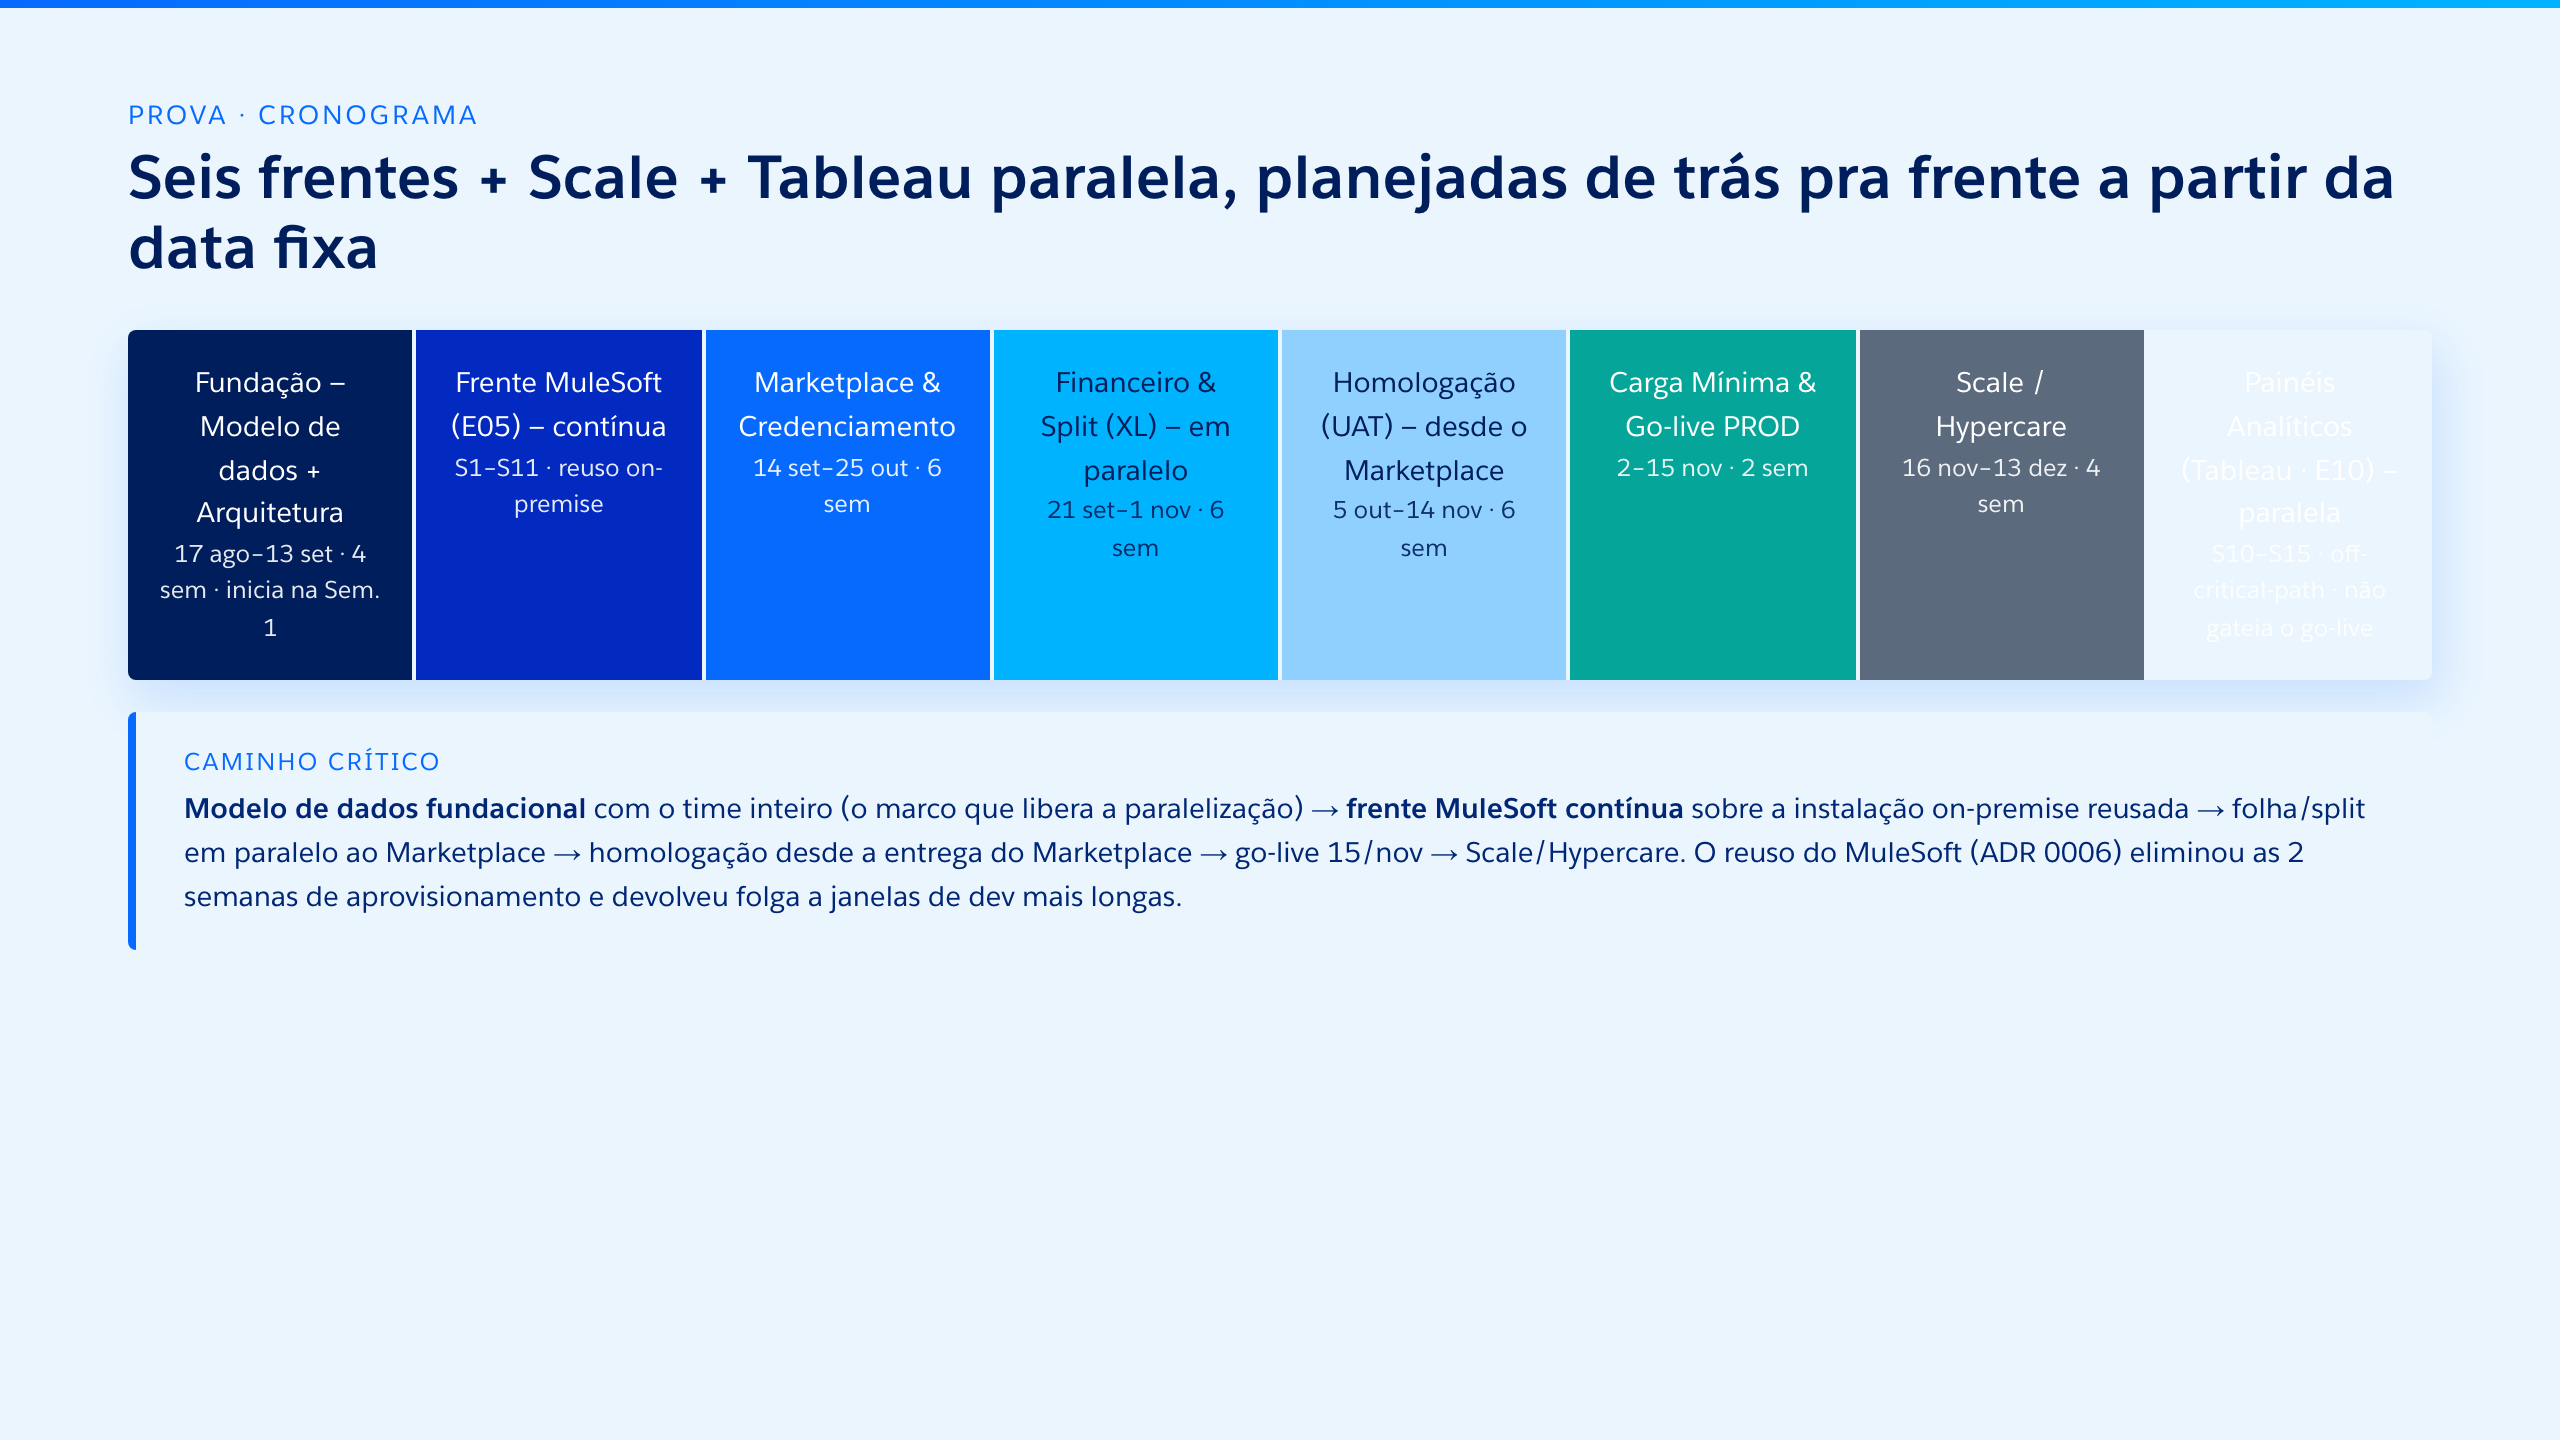 PROVA · CRONOGRAMA
Seis frentes + Scale + Tableau paralela, planejadas de trás pra frente a partir da
data fixa
Fundação –
Modelo de
dados +
Arquitetura
17 ago–13 set · 4
sem · inicia na Sem.
1
Frente MuleSoft
(E05) – contínua
S1–S11 · reuso on-
premise
Marketplace &
Credenciamento
14 set–25 out · 6
sem
Financeiro &
Split (XL) – em
paralelo
21 set–1 nov · 6
sem
Homologação
(UAT) – desde o
Marketplace
5 out–14 nov · 6
sem
Carga Mínima &
Go-live PROD
2–15 nov · 2 sem
Scale /
Hypercare
16 nov–13 dez · 4
sem
Painéis
Analíticos
(Tableau · E10) –
paralela
S10–S15 · off-
critical-path · não
gateia o go-live
CAMINHO CRÍTICO
Modelo de dados fundacional com o time inteiro (o marco que libera a paralelização) → frente MuleSoft contínua sobre a instalação on-premise reusada → folha/split
em paralelo ao Marketplace → homologação desde a entrega do Marketplace → go-live 15/nov → Scale/Hypercare. O reuso do MuleSoft (ADR 0006) eliminou as 2
semanas de aprovisionamento e devolveu folga a janelas de dev mais longas.